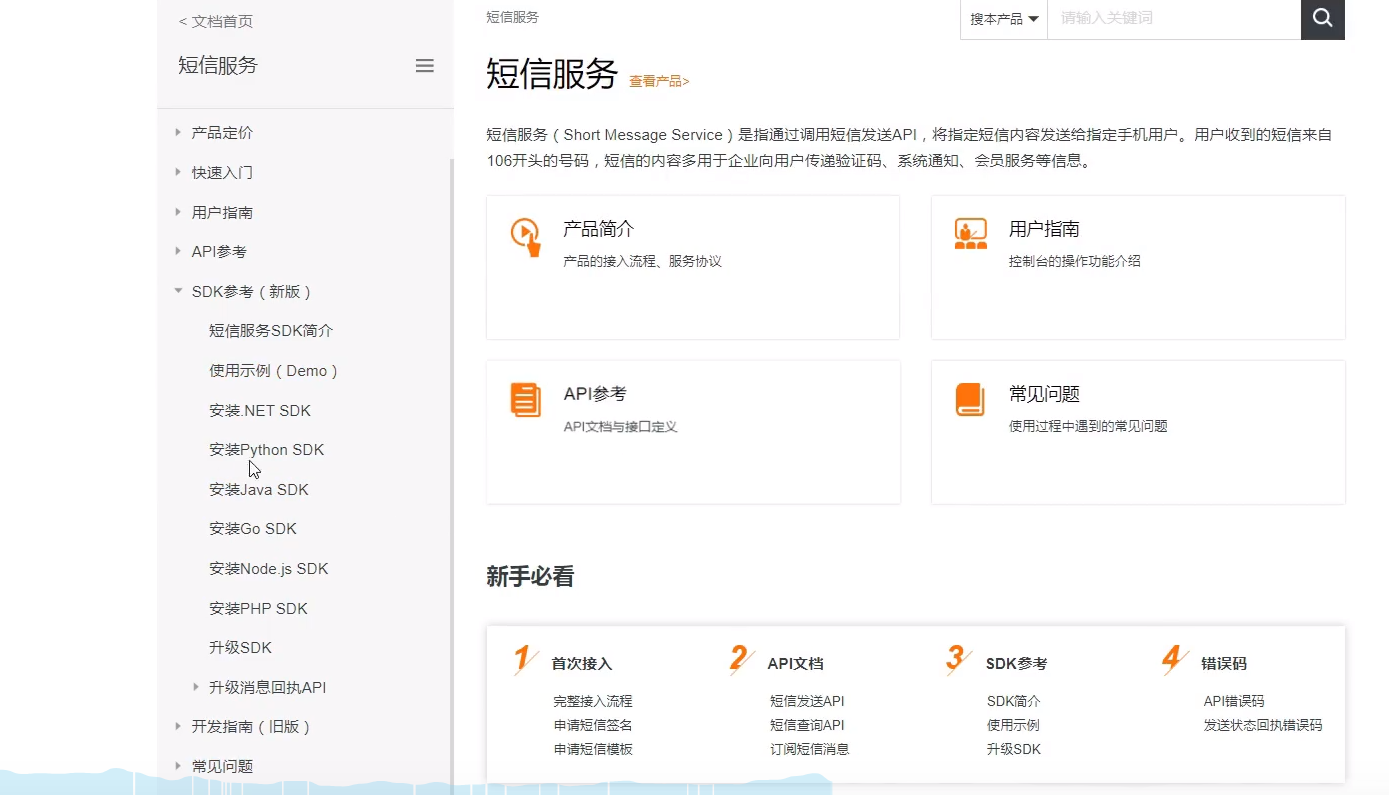 < 文档首页
短信服务
产品定价
快速入门
用户指南
API参考
SDK参考（新版）
短信服务SDK简介
使用示例（Demo）
安装.NET SDK
安装Python SDK
安装Java SDK
安装Go SDK
安装Node.js SDK
安装PHP SDK
升级SDK
升级消息回执API
开发指南（旧版）
常见问题
短信服务
搜本产品
请输入关键词
短信服务 查看产品>
短信服务（Short Message Service）是指通过调用短信发送API，将指定短信内容发送给指定手机用户。用户收到的短信来自
106开头的号码，短信的内容多用于企业向用户传递验证码、系统通知、会员服务等信息。
产品简介
产品的接入流程、服务协议
用户指南
控制台的操作功能介绍
API参考
API文档与接口定义
常见问题
使用过程中遇到的常见问题
新手必看
1 首次接入
完整接入流程
申请短信签名
申请短信模板
2 API文档
短信发送API
短信查询API
订阅短信消息
3 SDK参考
SDK简介
使用示例
升级SDK
4 错误码
API错误码
发送状态回执错误码